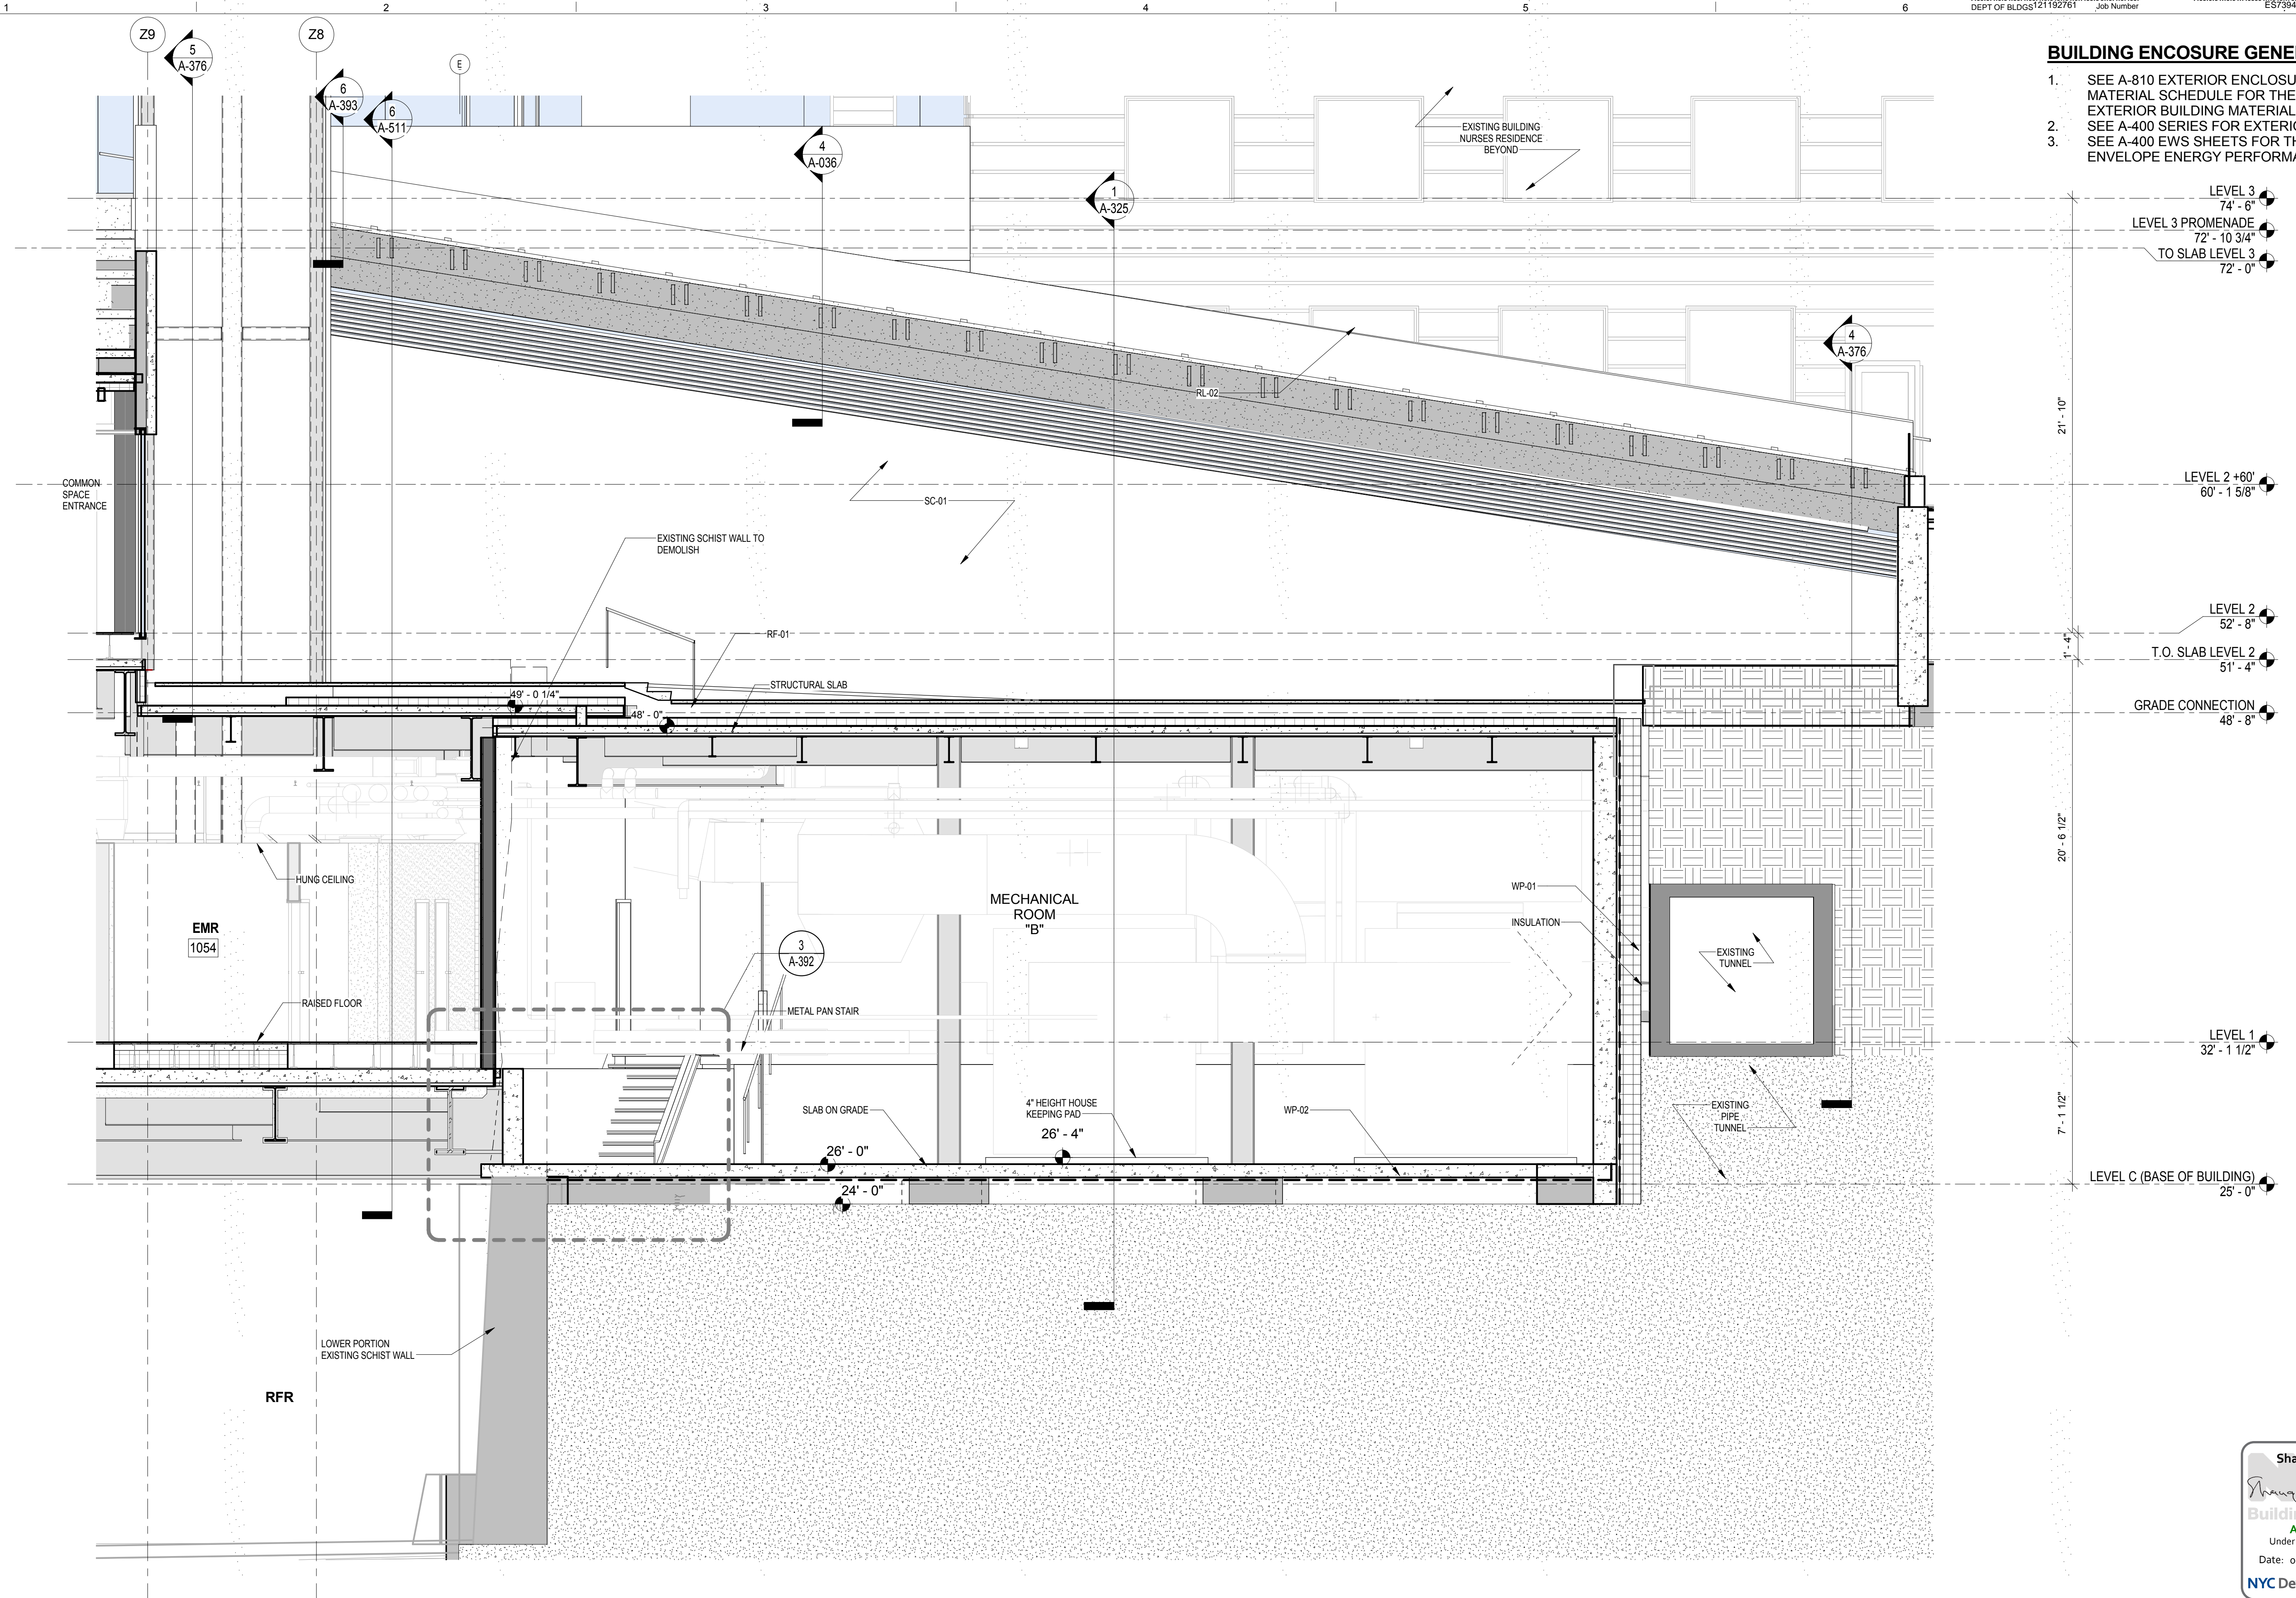 1 2 3 4 5 6
DEPT OF BLDGS 121192761 Job Number
Z9
Z8
E
5
A-376
6
A-393
6
A-511
4
A-036
1
A-325
4
A-376
BUILDING ENCOSURE GENE
1. SEE A-810 EXTERIOR ENCLOSU
MATERIAL SCHEDULE FOR THE
EXTERIOR BUILDING MATERIAL
2. SEE A-400 SERIES FOR EXTERIO
3. SEE A-400 EWS SHEETS FOR TH
ENVELOPE ENERGY PERFORMA
EXISTING BUILDING
NURSES RESIDENCE
BEYOND
LEVEL 3
74' - 6"
LEVEL 3 PROMENADE
72' - 10 3/4"
TO SLAB LEVEL 3
72' - 0"
RL-02
21' - 10"
COMMON
SPACE
ENTRANCE
SC-01
LEVEL 2 +60'
60' - 1 5/8"
EXISTING SCHIST WALL TO
DEMOLISH
LEVEL 2
52' - 8"
RF-01
1' - 4"
T.O. SLAB LEVEL 2
51' - 4"
STRUCTURAL SLAB
49' - 0 1/4"
48' - 0"
GRADE CONNECTION
48' - 8"
20' - 6 1/2"
HUNG CEILING
EMR
1054
MECHANICAL
ROOM
"B"
WP-01
INSULATION
EXISTING
TUNNEL
3
A-392
RAISED FLOOR
METAL PAN STAIR
LEVEL 1
32' - 1 1/2"
SLAB ON GRADE
4" HEIGHT HOUSE
KEEPING PAD
26' - 4"
WP-02
EXISTING
PIPE
TUNNEL
7' - 1 1/2"
26' - 0"
24' - 0"
LEVEL C (BASE OF BUILDING)
25' - 0"
LOWER PORTION
EXISTING SCHIST WALL
RFR
Sha
Buildin
A
Under
Date: 0
NYC De